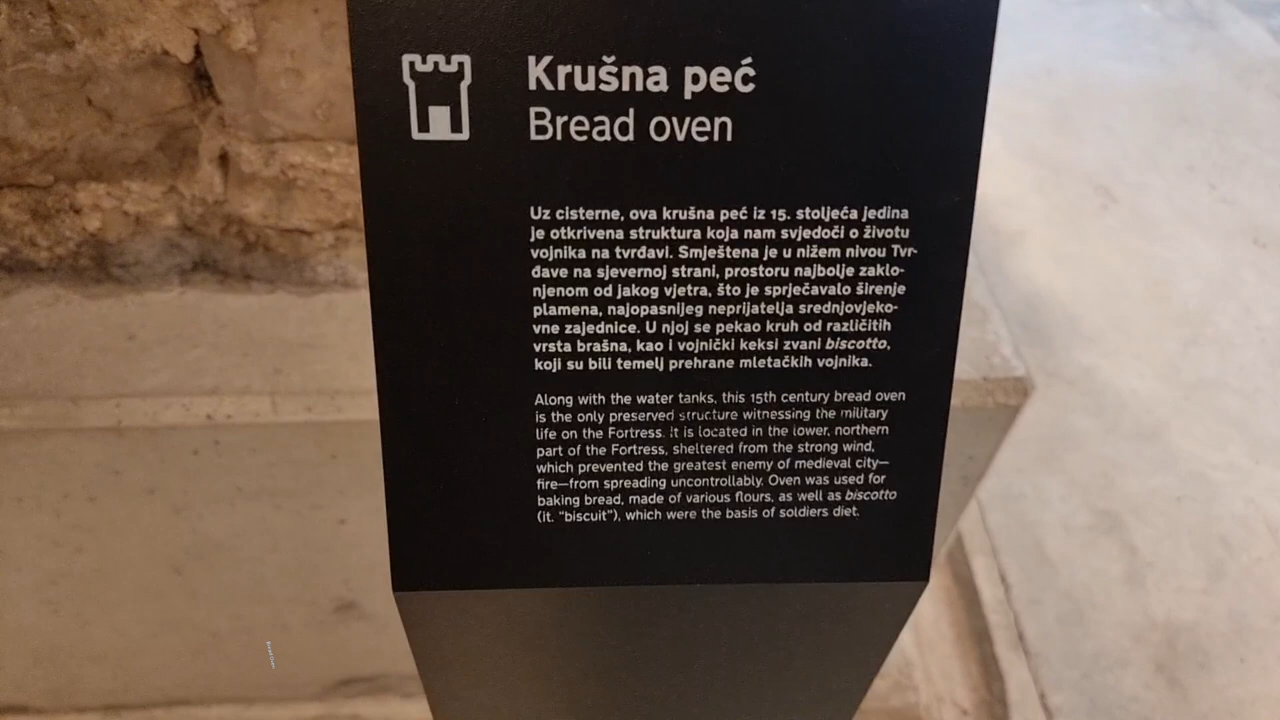 Krušna peć
Bread oven
Uz cisterne, ova krušna peć iz 15. stoljeća jedina
je otkrivena struktura koja nam svjedoči o životu
vojnika na tvrđavi. Smještena je u nižem nivou Tvr-
đave na sjevernoj strani, prostoru najbolje zaklo-
njenom od jakog vjetra, što je sprječavalo širenje
plamena, najopasnijeg neprijatelja srednjovjeko-
vne zajednice. U njoj se pekao kruh od različitih
vrsta brašna, kao i vojnički keksi zvani biscotto,
koji su bili temelj prehrane mletačkih vojnika.
Along with the water tanks, this 15th century bread oven
is the only preserved structure witnessing the military
life on the Fortress. It is located in the lower, northern
part of the Fortress, sheltered from the strong wind,
which prevented the greatest enemy of medieval city—
fire—from spreading uncontrollably. Oven was used for
baking bread, made of various flours, as well as biscotto
(it. "biscuit"), which were the basis of soldiers diet.
Bread Oven